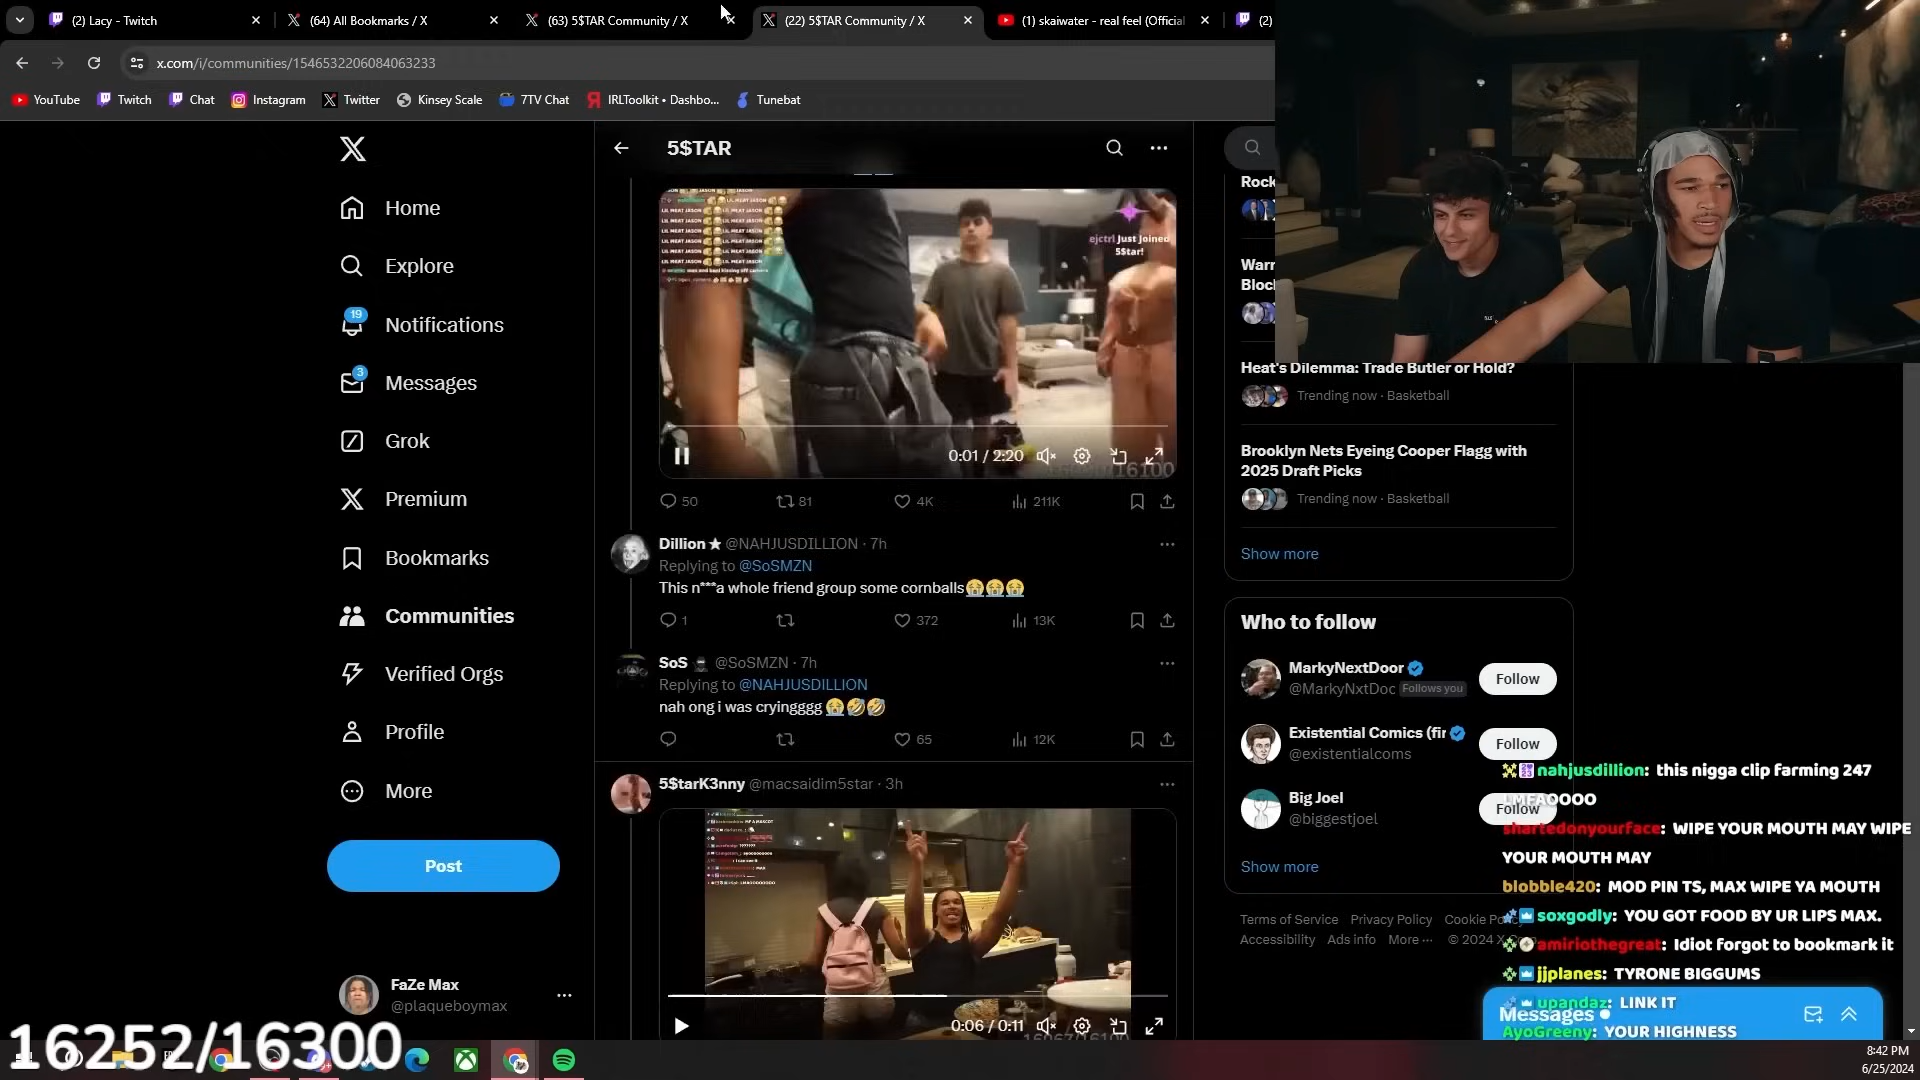 (2) Lacy - Twitch
(64) All Bookmarks / X
(63) 5$TAR Community / X
(22) 5$TAR Community / X
(1) skaiwater - real feel (Official
(2)
x.com/i/communities/1546532206084063233
YouTube
Twitch
Chat
Instagram
Twitter
Kinsey Scale
7TV Chat
IRLToolkit • Dashbo...
Tunebat
Home
Explore
19
Notifications
3
Messages
Grok
Premium
Bookmarks
Communities
Verified Orgs
Profile
More
Post
FaZe Max
@plaqueboymax
16252/16300
5$TAR
LIL MEAT JASON
ejctrl Just Joined
5$tar!
0:01 / 2:20
50
81
4K
211K
Dillion★ @NAHJUSDILLION · 7h
Replying to @SoSMZN
This n***a whole friend group some cornballs😭😭😭
1
372
13K
SoS @SoSMZN · 7h
Replying to @NAHJUSDILLION
nah ong i was cryingggg 😭🤣🤣
65
12K
5$tarK3nny @macsaidim5star · 3h
0:06 / 0:11
Rock
Warr
Bloc
Heat's Dilemma: Trade Butler or Hold?
Trending now · Basketball
Brooklyn Nets Eyeing Cooper Flagg with
2025 Draft Picks
Trending now · Basketball
Show more
Who to follow
MarkyNextDoor
@MarkyNxtDoc Follows you
Follow
Existential Comics (fir
@existentialcoms
Follow
Big Joel
@biggestjoel
Follow
Show more
Terms of Service Privacy Policy Cookie Po
Accessibility Ads info More ··· © 2024 X
nahjusdillion: this nigga clip farming 247
LMFAOOOO
shartedonyourface: WIPE YOUR MOUTH MAY WIPE
YOUR MOUTH MAY
blobble420: MOD PIN TS, MAX WIPE YA MOUTH
soxgodly: YOU GOT FOOD BY UR LIPS MAX.
amiriothegreat: Idiot forgot to bookmark it
jjplanes: TYRONE BIGGUMS
upandaz: LINK IT
Messages
AyoGreeny: YOUR HIGHNESS
8:42 PM
6/25/2024